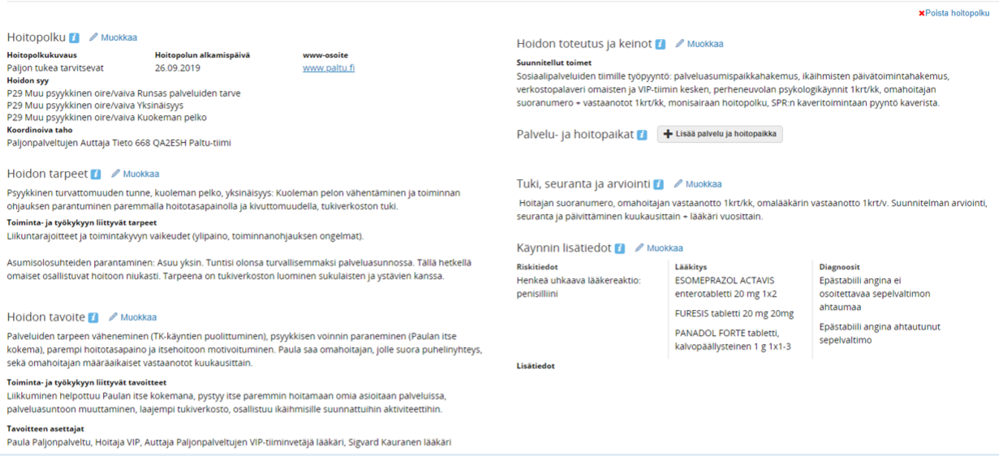 Poista hoitopolku
Hoitopolku i Muokkaa
Hoitopolkukuvaus Hoitopolun alkamispäivä www-osoite
Paljon tukea tarvitsevat 26.09.2019 www.paltu.fi
Hoidon syy
P29 Muu psyykkinen oire/vaiva Runsas palveluiden tarve
P29 Muu psyykkinen oire/vaiva Yksinäisyys
P29 Muu psyykkinen oire/vaiva Kuokeman pelko
Koordinoiva taho
Paljonpalveltujen Auttaja Tieto 668 QA2ESH Paltu-tiimi
Hoidon tarpeet i Muokkaa
Psyykkinen turvattomuuden tunne, kuoleman pelko, yksinäisyys: Kuoleman pelon vähentäminen ja toiminnan
ohjauksen parantuminen paremmalla hoitotasapainolla ja kivuttomuudella, tukiverkoston tuki.
Toiminta- ja työkykyyn liittyvät tarpeet
Liikuntarajoitteet ja toimintakyvyn vaikeudet (ylipaino, toiminnanohjauksen ongelmat).
Asumisolosuhteiden parantaminen: Asuu yksin. Tuntisi olonsa turvallisemmaksi palveluasunnossa. Tällä hetkellä
omaiset osallistuvat hoitoon niukasti. Tarpeena on tukiverkoston luominen sukulaisten ja ystävien kanssa.
Hoidon tavoite i Muokkaa
Palveluiden tarpeen väheneminen (TK-käyntien puolittuminen), psyykkisen voinnin paraneminen (Paulan itse
kokema), parempi hoitotasapaino ja itsehoitoon motivoituminen. Paula saa omahoitajan, jolle suora puhelinyhteys,
sekä omahoitajan määräaikaiset vastaanotot kuukausittain.
Toiminta- ja työkykyyn liittyvät tavoitteet
Liikkuminen helpottuu Paulan itse kokemana, pystyy itse paremmin hoitamaan omia asioitaan palveluissa,
palveluasuntoon muuttaminen, laajempi tukiverkosto, osallistuu ikäihmisille suunnattuihin aktiviteettihin.
Tavoitteen asettajat
Paula Paljonpalveltu, Hoitaja VIP, Auttaja Paljonpalveltujen VIP-tiiminvetäjä lääkäri, Sigvard Kauranen lääkäri
Hoidon toteutus ja keinot i Muokkaa
Suunnitellut toimet
Sosiaalipalveluiden tiimille työpyyntö: palveluasumispaikkahakemus, ikäihmisten päivätoimintahakemus,
verkostopalaveri omaisten ja VIP-tiimin kesken, perheneuvolan psykologikäynnit 1krt/kk, omahoitajan
suoranumero + vastaanotot 1krt/kk, monisairaan hoitopolku, SPR:n kaveritoimintaan pyyntö kaverista.
Palvelu- ja hoitopaikat i + Lisää palvelu ja hoitopaikka
Tuki, seuranta ja arviointi i Muokkaa
Hoitajan suoranumero, omahoitajan vastaanotto 1krt/kk, omalääkärin vastaanotto 1krt/v. Suunnitelman arviointi,
seuranta ja päivittäminen kuukausittain + lääkäri vuosittain.
Käynnin lisätiedot i Muokkaa
Riskitiedot
Henkeä uhkaava lääkereaktio:
penisilliini
Lääkitys
ESOMEPRAZOL ACTAVIS
enterotabletti 20 mg 1x2
FURESIS tabletti 20 mg 20mg
PANADOL FORTE tabletti,
kalvopäällysteinen 1 g 1x1-3
Diagnoosit
Epästabiili angina ei
osoitettavaa sepelvaltimon
ahtaumaa
Epästabiili angina ahtautunut
sepelvaltimo
Lisätiedot